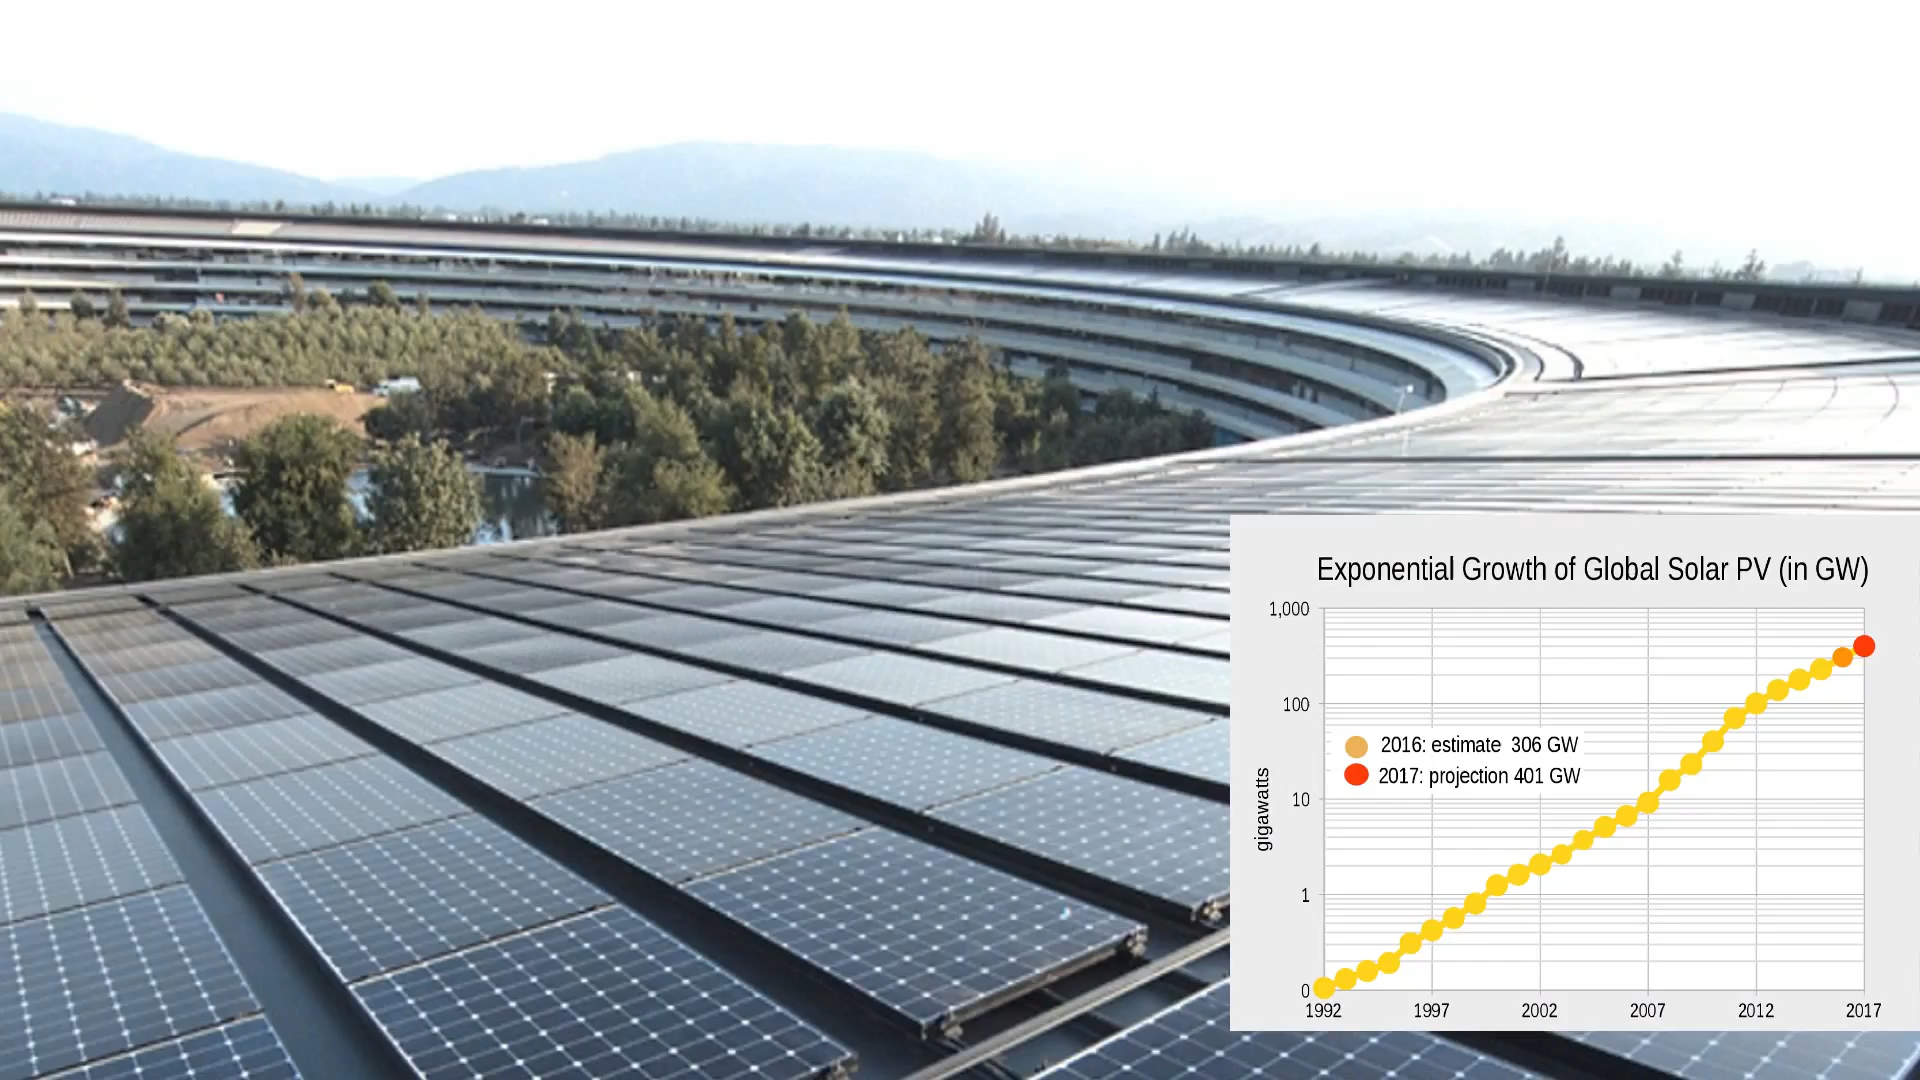 Exponential Growth of Global Solar PV (in GW)
1,000
100
10
1
0
gigawatts
2016: estimate 306 GW
2017: projection 401 GW
1992 1997 2002 2007 2012 2017